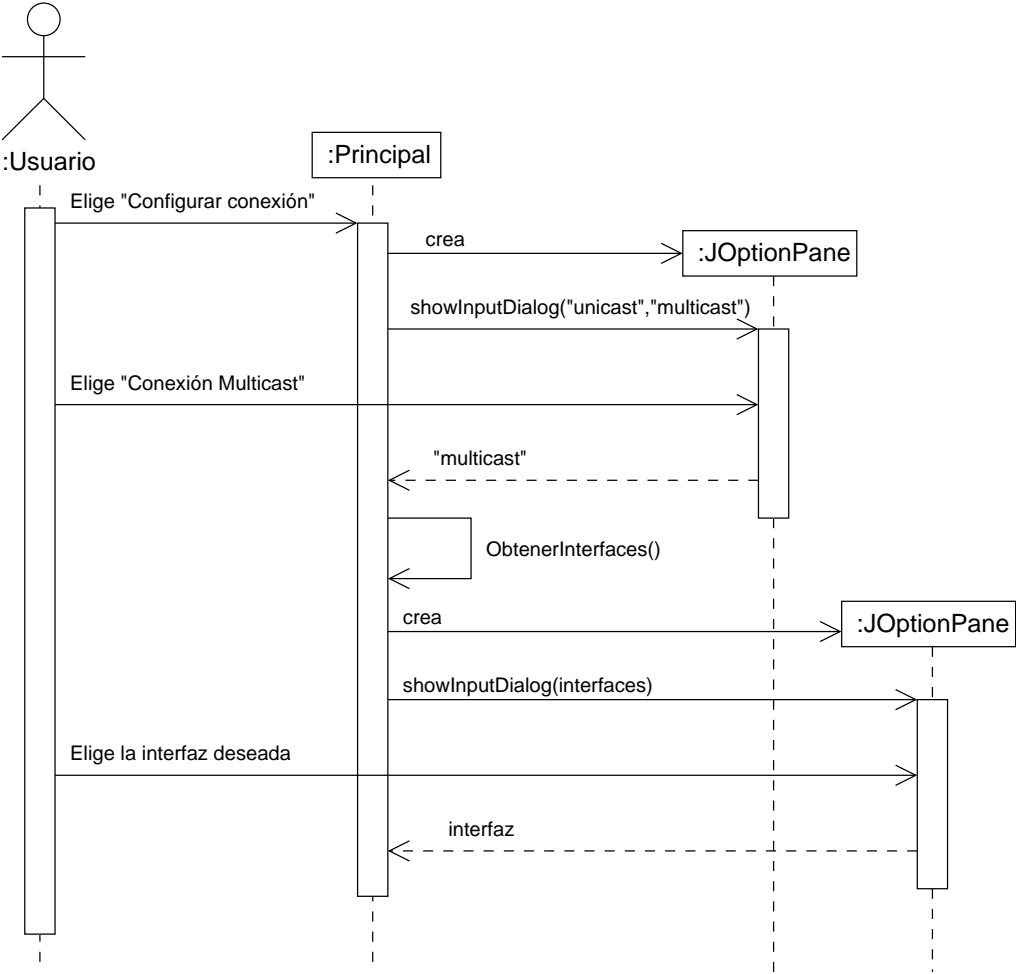 :Usuario
:Principal
Elige "Configurar conexión"
crea
:JOptionPane
showInputDialog("unicast","multicast")
Elige "Conexión Multicast"
"multicast"
ObtenerInterfaces()
crea
:JOptionPane
showInputDialog(interfaces)
Elige la interfaz deseada
interfaz